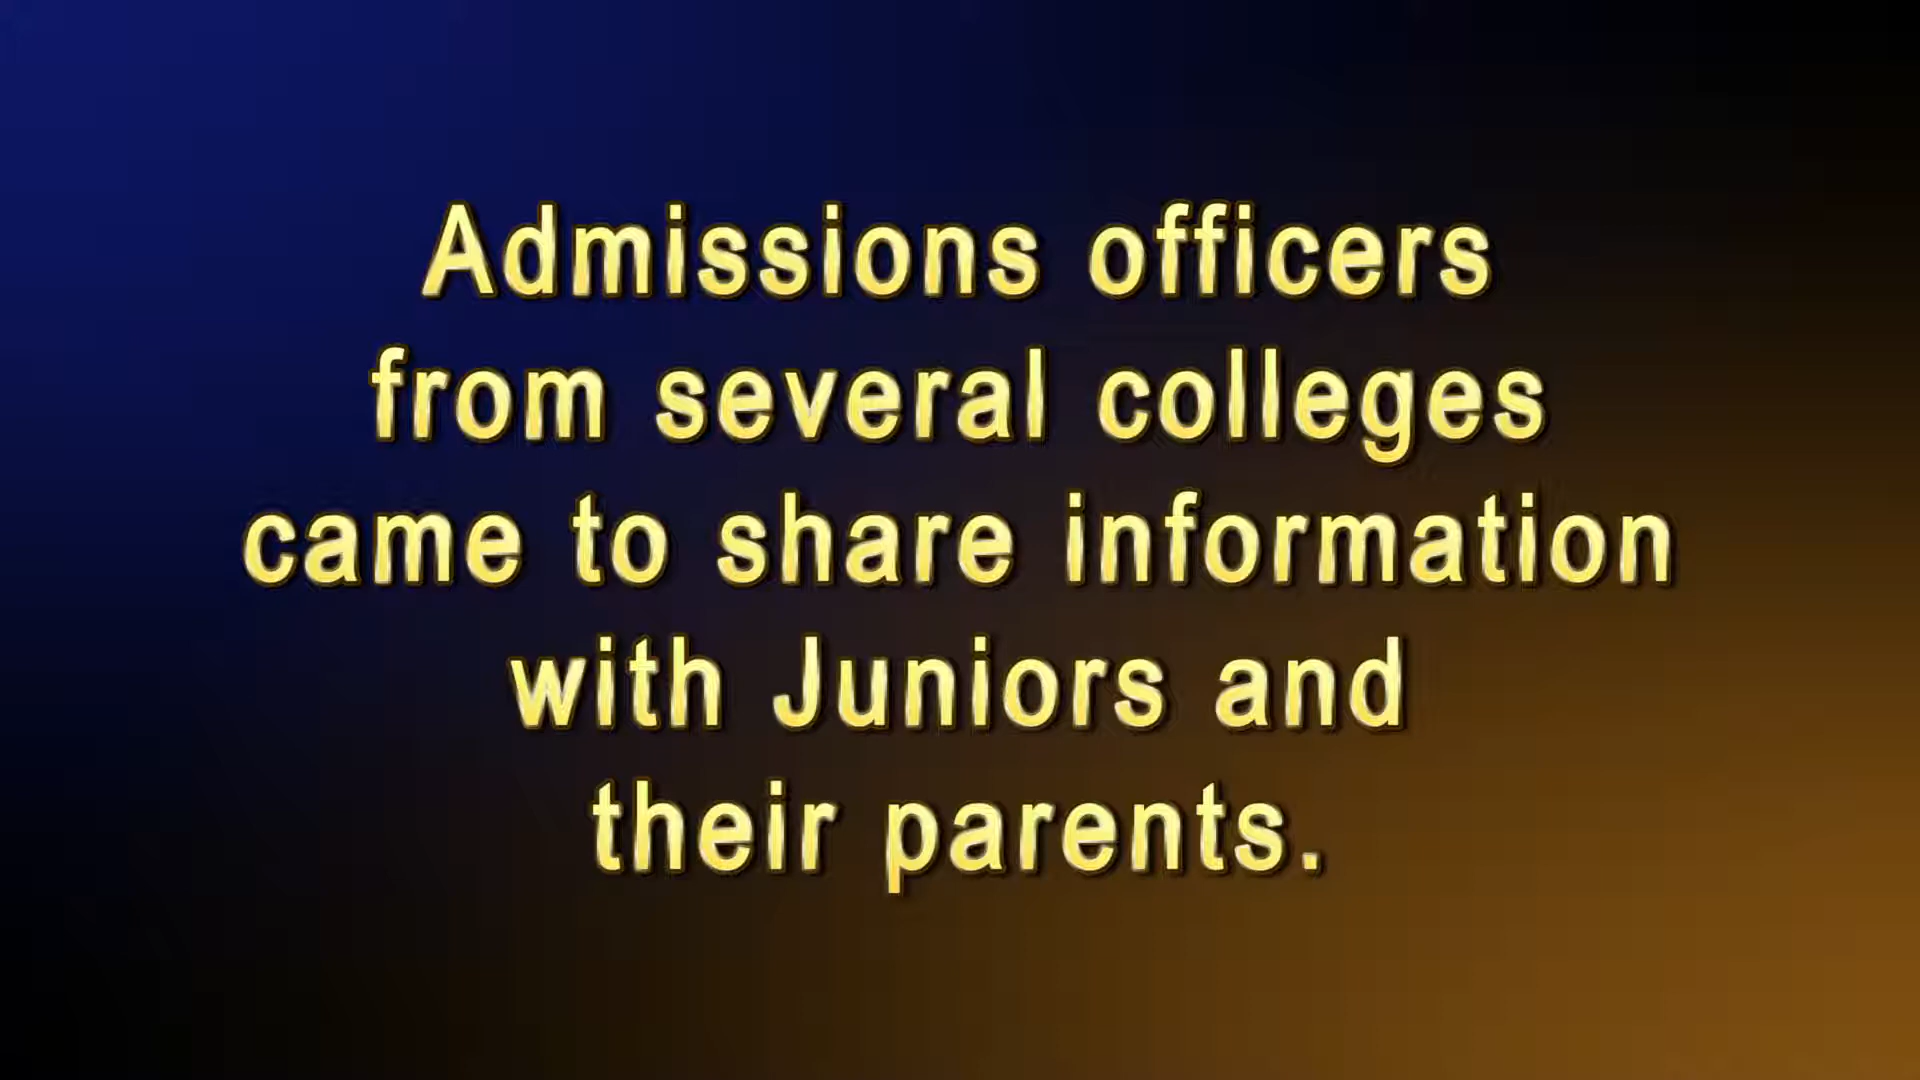 Admissions officers
from several colleges
came to share information
with Juniors and
their parents.